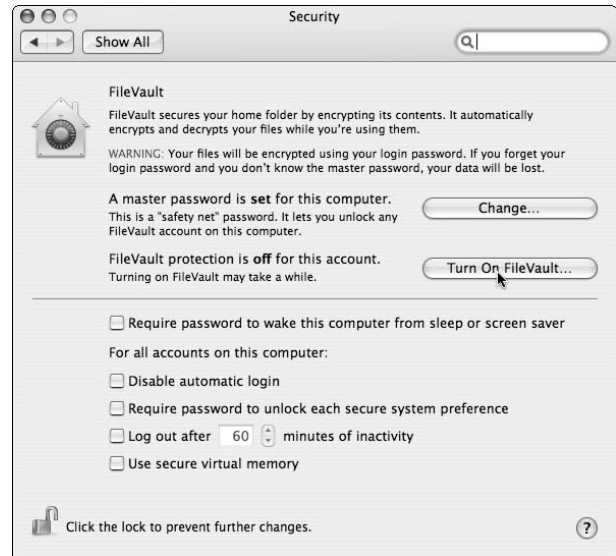 Security
Show All
FileVault
FileVault secures your home folder by encrypting its contents. It automatically
encrypts and decrypts your files while you're using them.
WARNING: Your files will be encrypted using your login password. If you forget your
login password and you don't know the master password, your data will be lost.
A master password is set for this computer.
This is a "safety net" password. It lets you unlock any
FileVault account on this computer.
Change...
FileVault protection is off for this account.
Turning on FileVault may take a while.
Turn On FileVault...
Require password to wake this computer from sleep or screen saver
For all accounts on this computer:
Disable automatic login
Require password to unlock each secure system preference
Log out after 60 minutes of inactivity
Use secure virtual memory
Click the lock to prevent further changes.
?